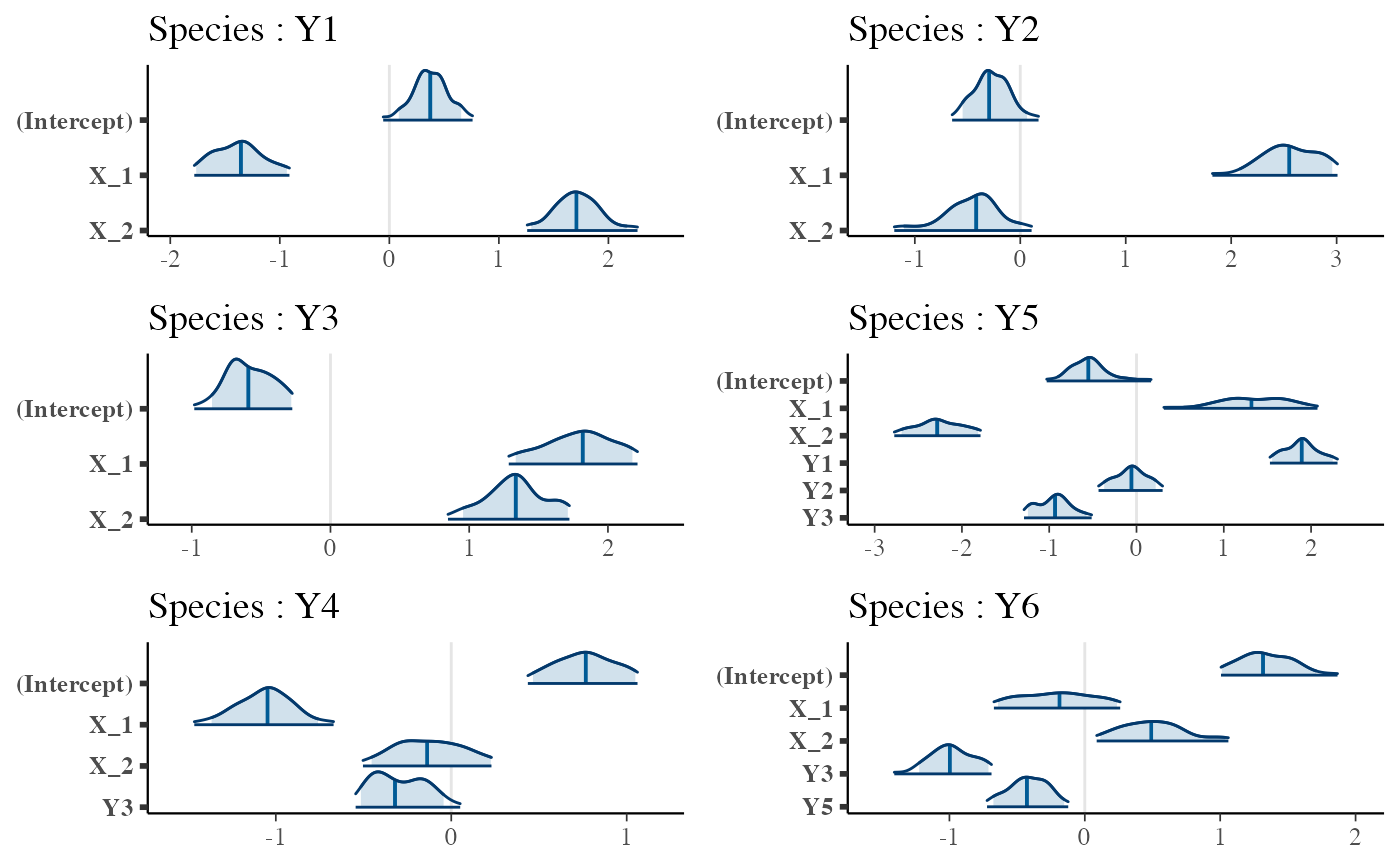 Species : Y1
(Intercept)
X_1
X_2
-2 -1 0 1 2
Species : Y2
(Intercept)
X_1
X_2
-1 0 1 2 3
Species : Y3
(Intercept)
X_1
X_2
-1 0 1 2
Species : Y5
(Intercept)
X_1
X_2
Y1
Y2
Y3
-3 -2 -1 0 1 2
Species : Y4
(Intercept)
X_1
X_2
Y3
-1 0 1
Species : Y6
(Intercept)
X_1
X_2
Y3
Y5
-1 0 1 2